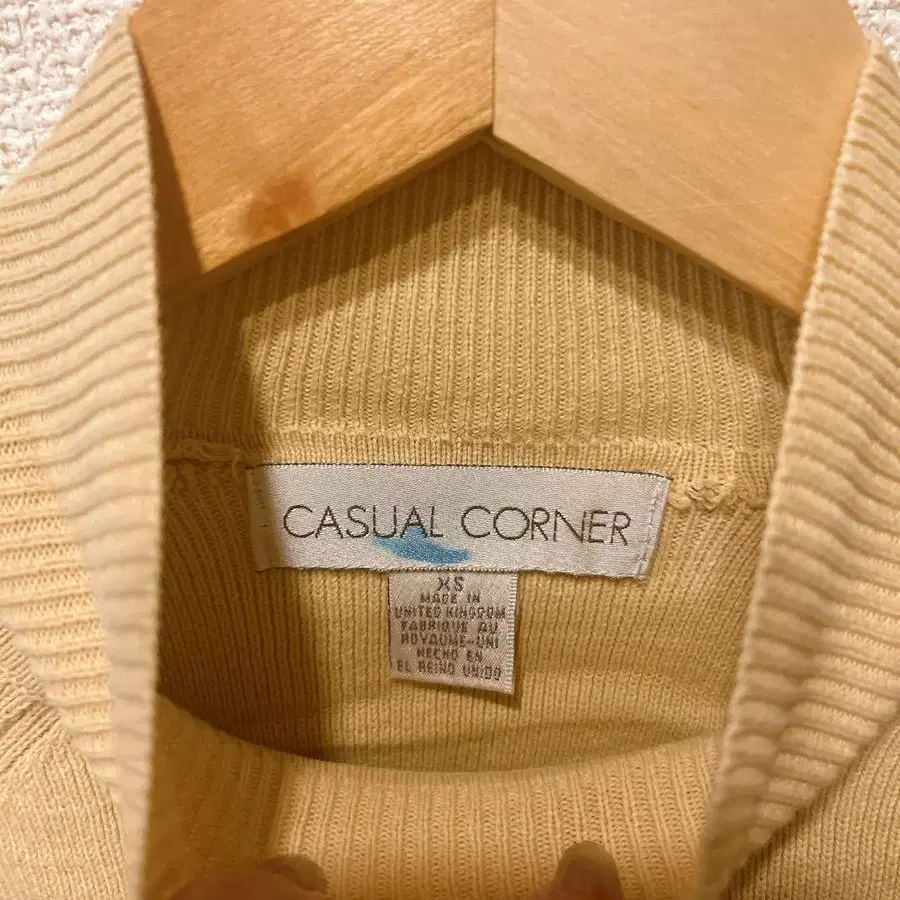 CASUAL CORNER
XS
MADE IN
UNITED KINGDOM
FABRIQUE AU
ROYAUME-UNI
HECHO EN
EL REINO UNIDO